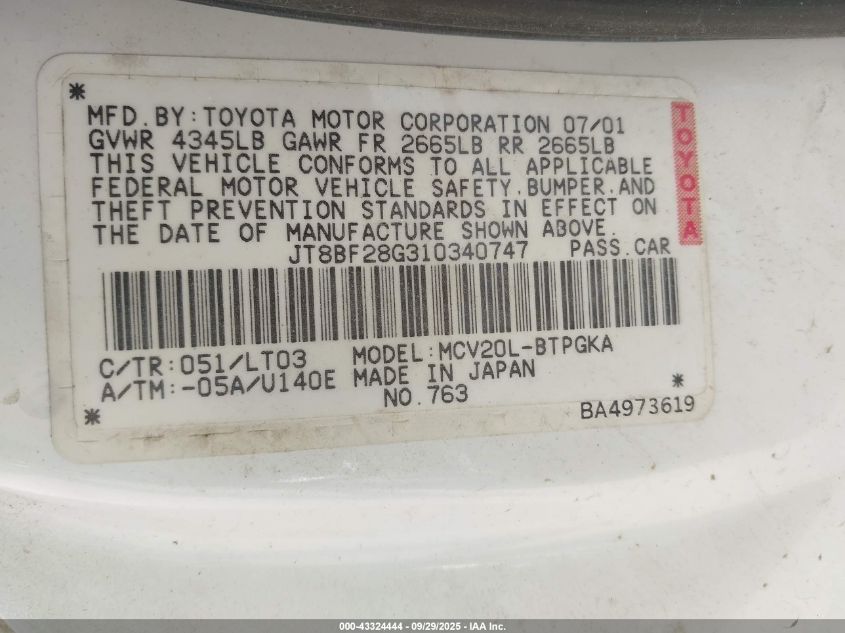 MFD.BY:TOYOTA MOTOR CORPORATION 07/01
GVWR 4345LB GAWR FR 2665LB RR 2665LB
THIS VEHICLE CONFORMS TO ALL APPLICABLE
FEDERAL MOTOR VEHICLE SAFETY,BUMPER,AND
THEFT PREVENTION STANDARDS IN EFFECT ON
THE DATE OF MANUFACTURE SHOWN ABOVE.
JT8BF28G310340747 PASS.CAR
TOYOTA
C/TR:051/LT03 MODEL:MCV20L-BTPGKA
A/TM:-05A/U140E MADE IN JAPAN
NO.763
BA4973619
000-43324444 - 09/29/2025 - IAA Inc.